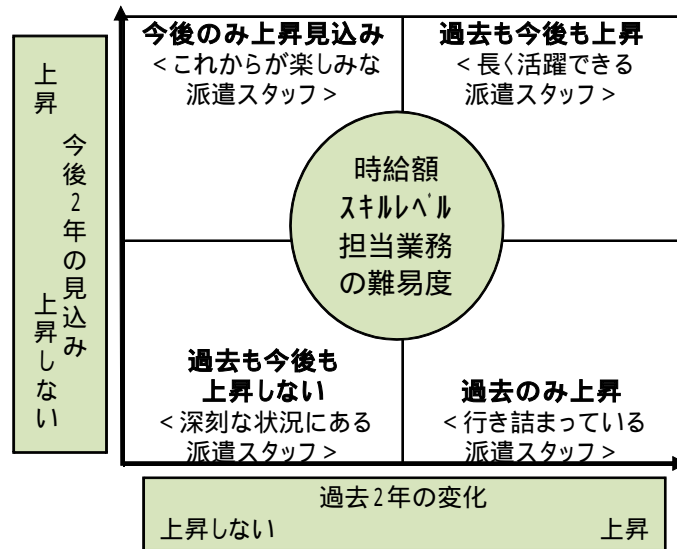 今後のみ上昇見込み
<これからが楽しみな
派遣スタッフ>
過去も今後も上昇
<長く活躍できる
派遣スタッフ>
上昇
今後2年の見込み
上昇しない
時給額
スキルレベル
担当業務
の難易度
過去も今後も
上昇しない
<深刻な状況にある
派遣スタッフ>
過去のみ上昇
<行き詰まっている
派遣スタッフ>
過去2年の変化
上昇しない 上昇